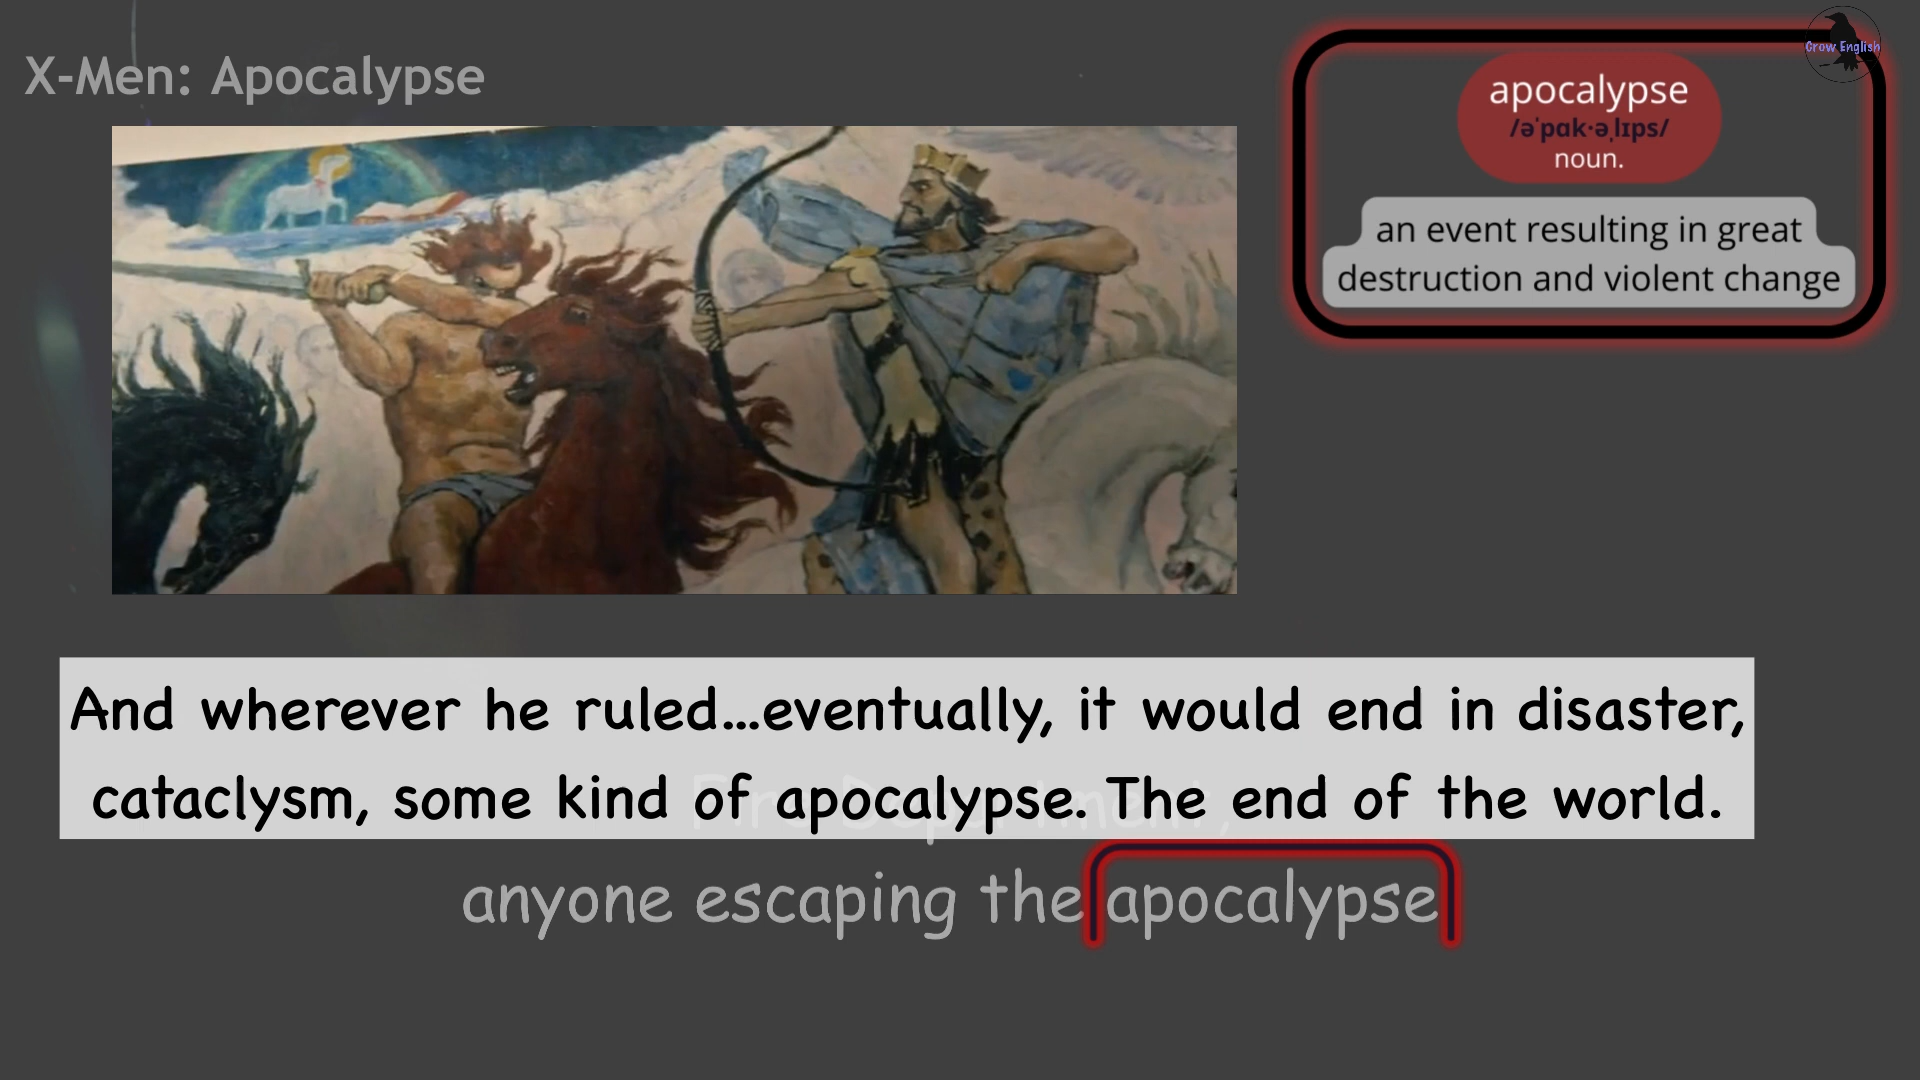 X-Men: Apocalypse
Crow English
apocalypse
/əˈpɑk·əˌlɪps/
noun.
an event resulting in great
destruction and violent change
And wherever he ruled...eventually, it would end in disaster,
cataclysm, some kind of apocalypse. The end of the world.
Fire Department,
anyone escaping the apocalypse